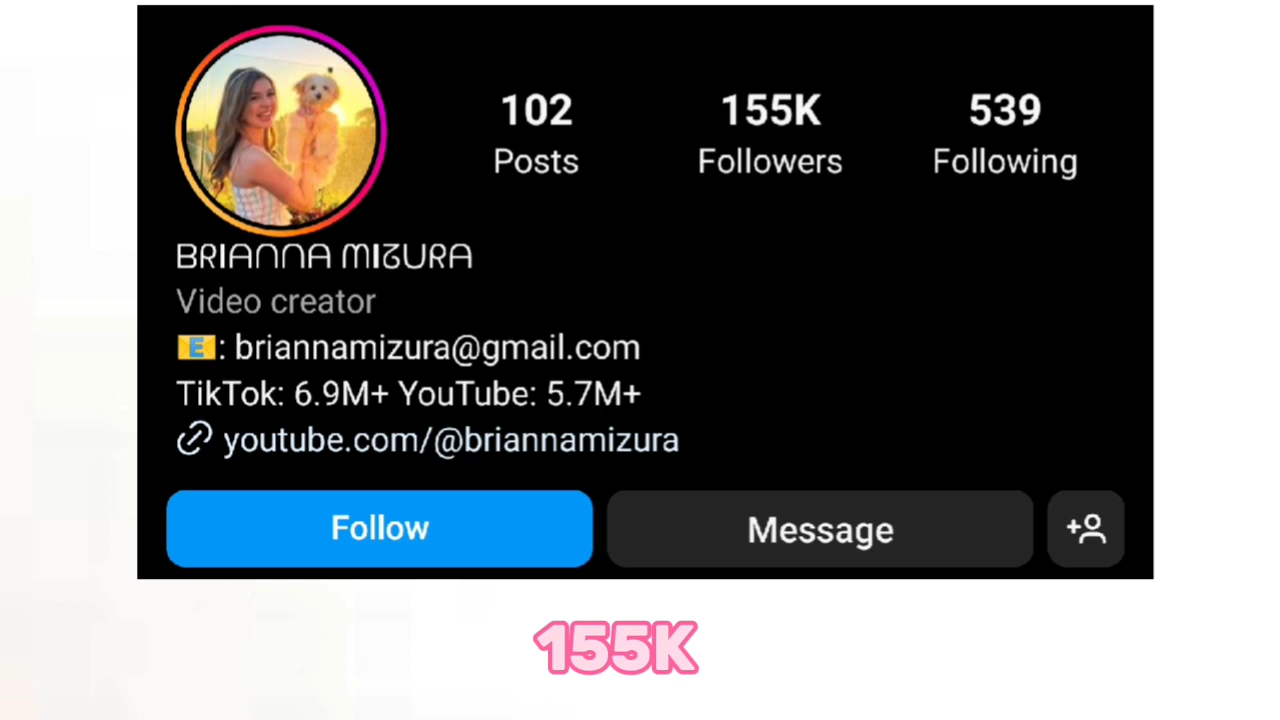 102 155K 539
Posts Followers Following
BRIANNA MIZURA
Video creator
E: briannamizura@gmail.com
TikTok: 6.9M+ YouTube: 5.7M+
youtube.com/@briannamizura
Follow Message
155K